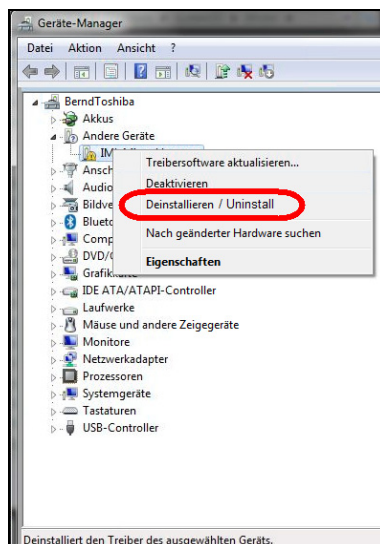 Geräte-Manager
Datei Aktion Ansicht ?
BerndToshiba
Akkus
Andere Geräte
Treibersoftware aktualisieren...
Deaktivieren
Deinstallieren / Uninstall
Nach geänderter Hardware suchen
Eigenschaften
IDE ATA/ATAPI-Controller
Laufwerke
Mäuse und andere Zeigegeräte
Monitore
Netzwerkadapter
Prozessoren
Systemgeräte
Tastaturen
USB-Controller
Deinstalliert den Treiber des ausgewählten Geräts.